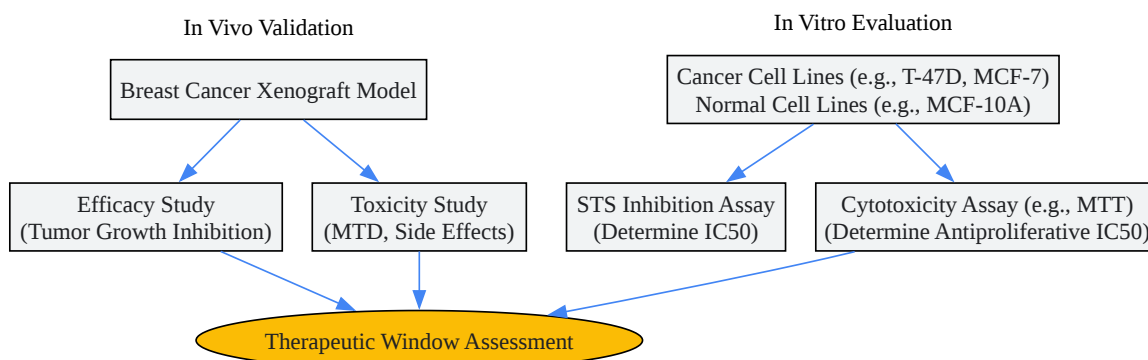 In Vivo Validation
In Vitro Evaluation
Breast Cancer Xenograft Model
Cancer Cell Lines (e.g., T-47D, MCF-7)
Normal Cell Lines (e.g., MCF-10A)
Efficacy Study
(Tumor Growth Inhibition)
Toxicity Study
(MTD, Side Effects)
STS Inhibition Assay
(Determine IC50)
Cytotoxicity Assay (e.g., MTT)
(Determine Antiproliferative IC50)
Therapeutic Window Assessment